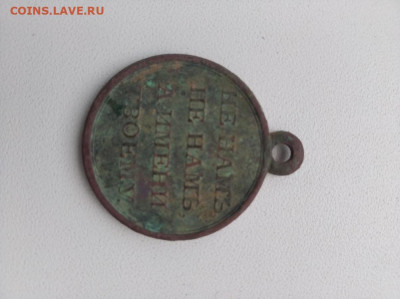 COINS.LAVE.RU
НЕ НАМЪ
НЕ НАМЪ,
А ИМЕНИ
ТВОЕМУ.